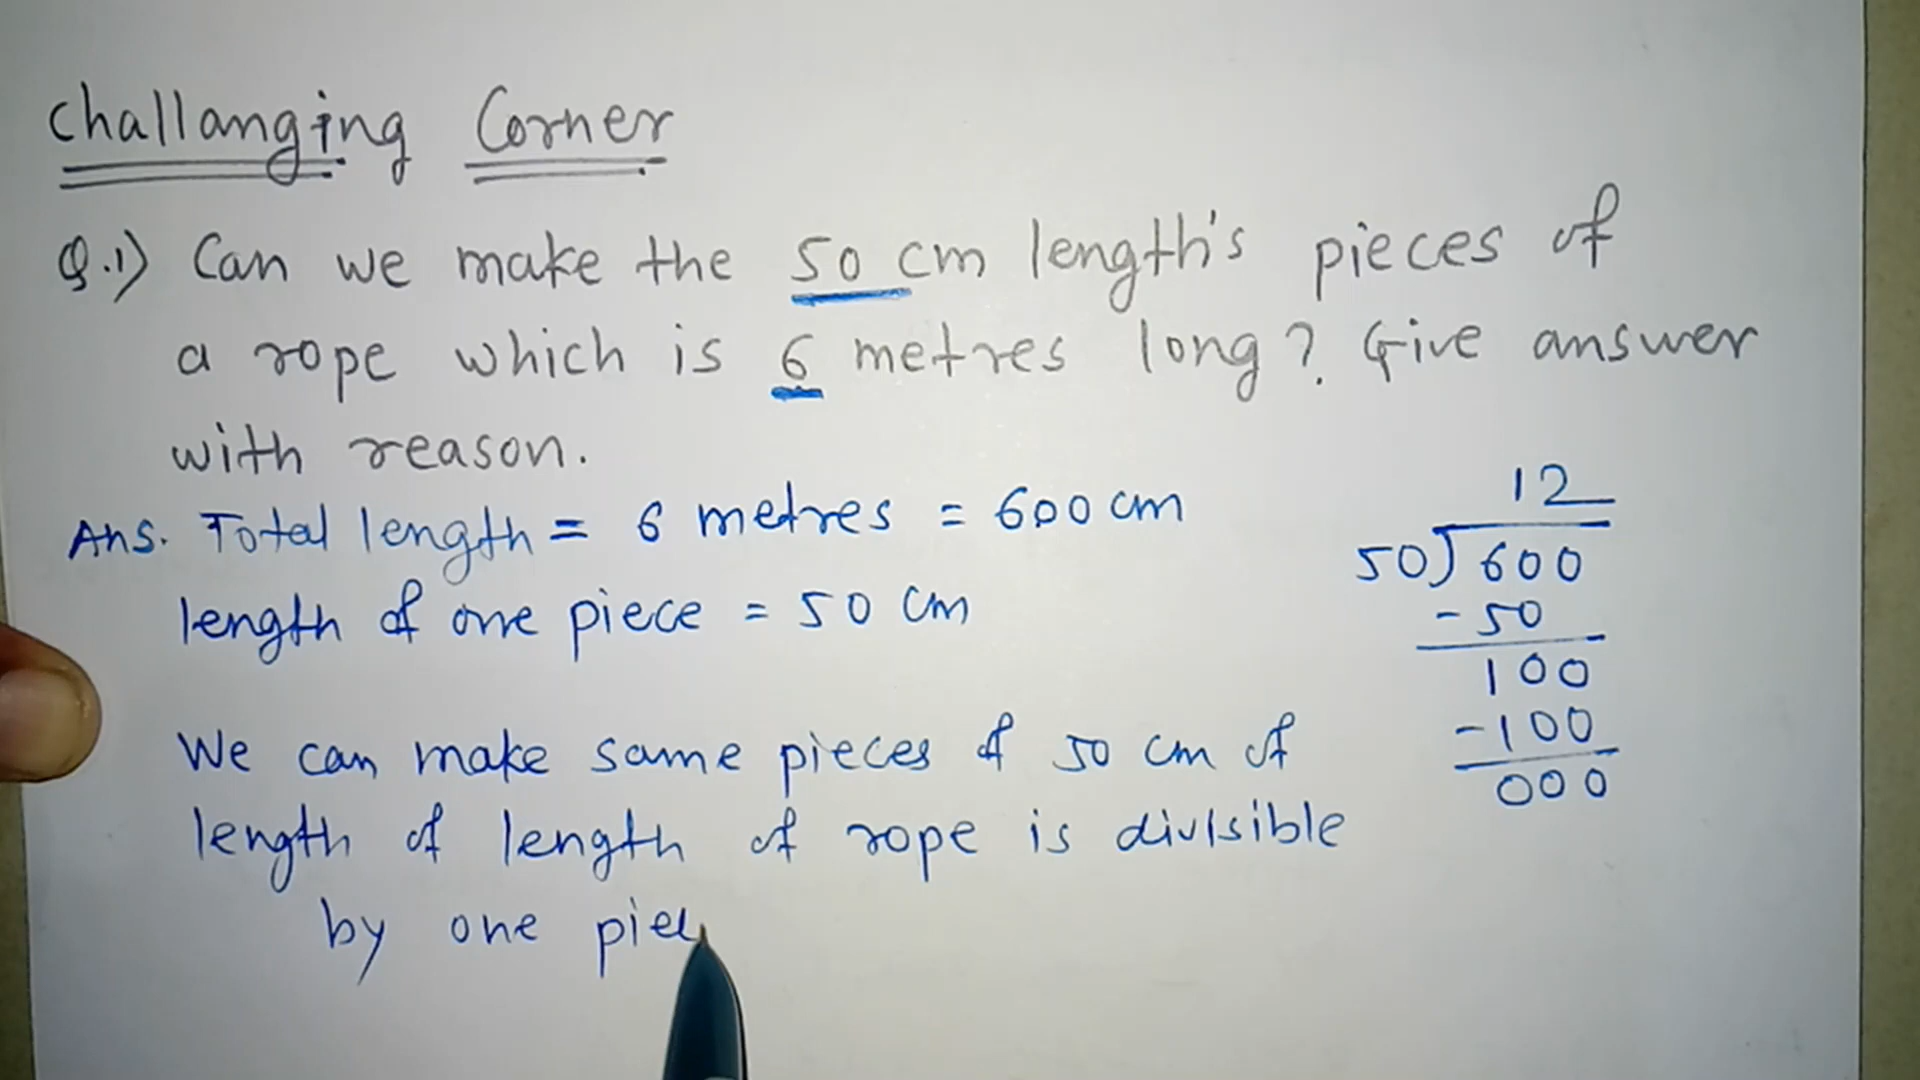 Challanging Corner
Q.1) Can we make the 50 cm length's pieces of
a rope which is 6 metres long? Give answer
with reason.
Ans. Total length = 6 metres = 600 cm
length of one piece = 50 cm
We can make same pieces of 50 cm of
length of length of rope is divisible
by one piec
12
50)600
-50
100
-100
000